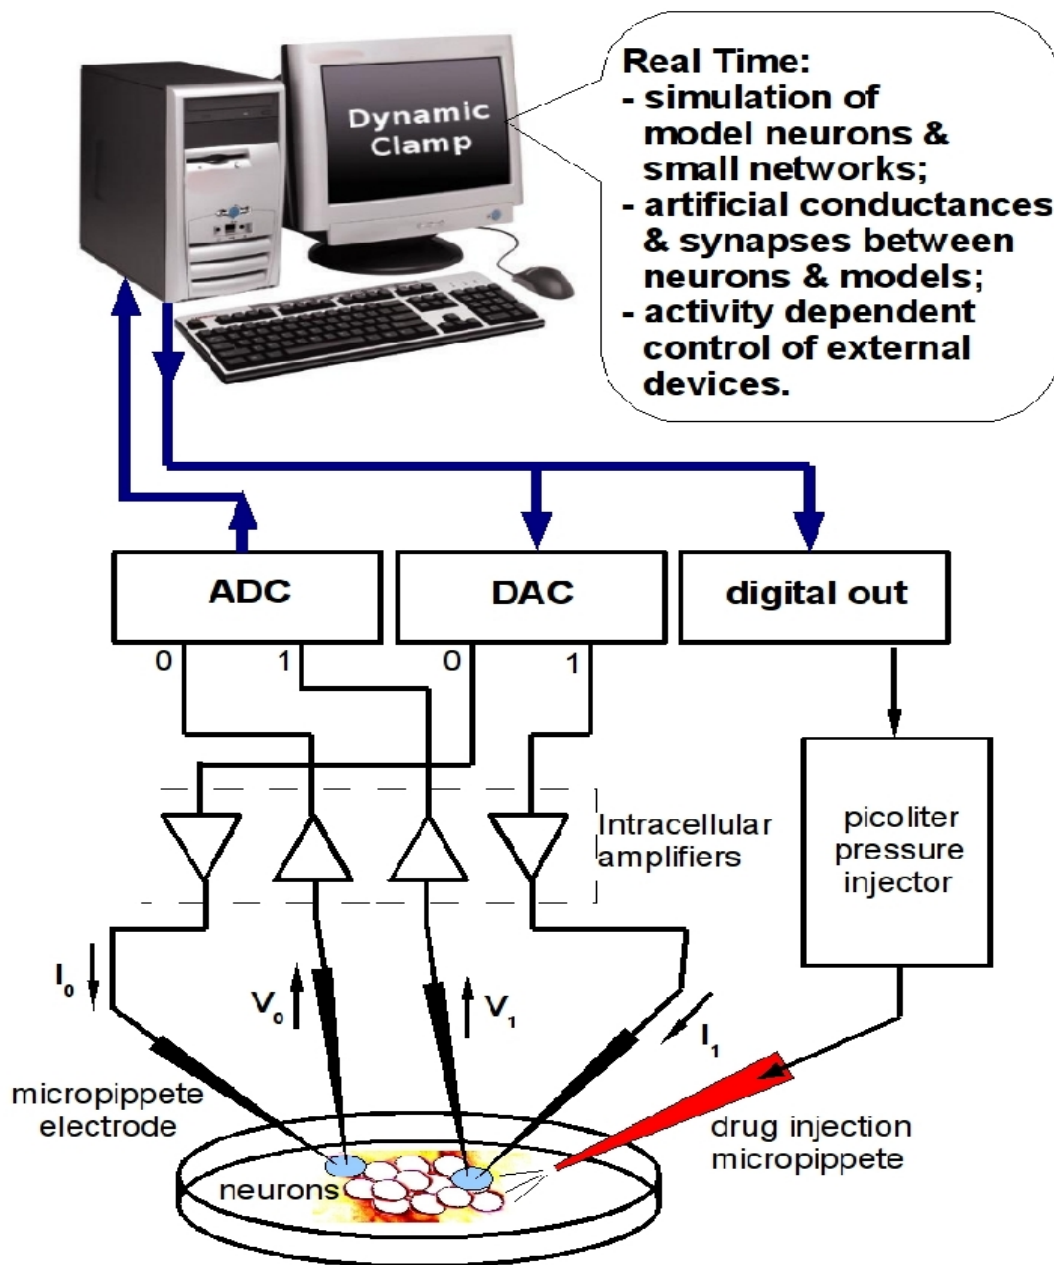 Dynamic
Clamp
Real Time:
- simulation of
model neurons &
small networks;
- artificial conductances
& synapses between
neurons & models;
- activity dependent
control of external
devices.
ADC
DAC
digital out
0
1
0
1
Intracellular
amplifiers
picoliter
pressure
injector
I0
V0
V1
I1
micropippete
electrode
drug injection
micropippete
neurons